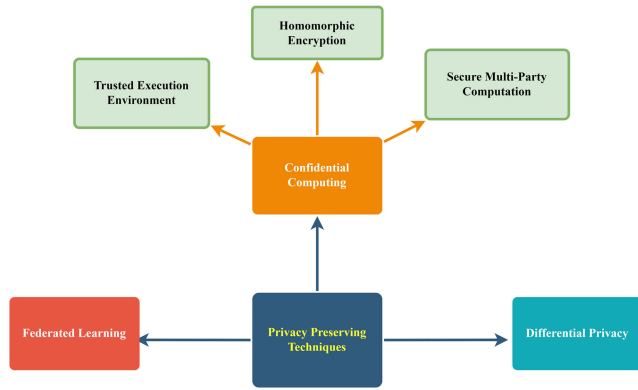 Homomorphic
Encryption
Trusted Execution
Environment
Secure Multi-Party
Computation
Confidential
Computing
Federated Learning
Privacy Preserving
Techniques
Differential Privacy